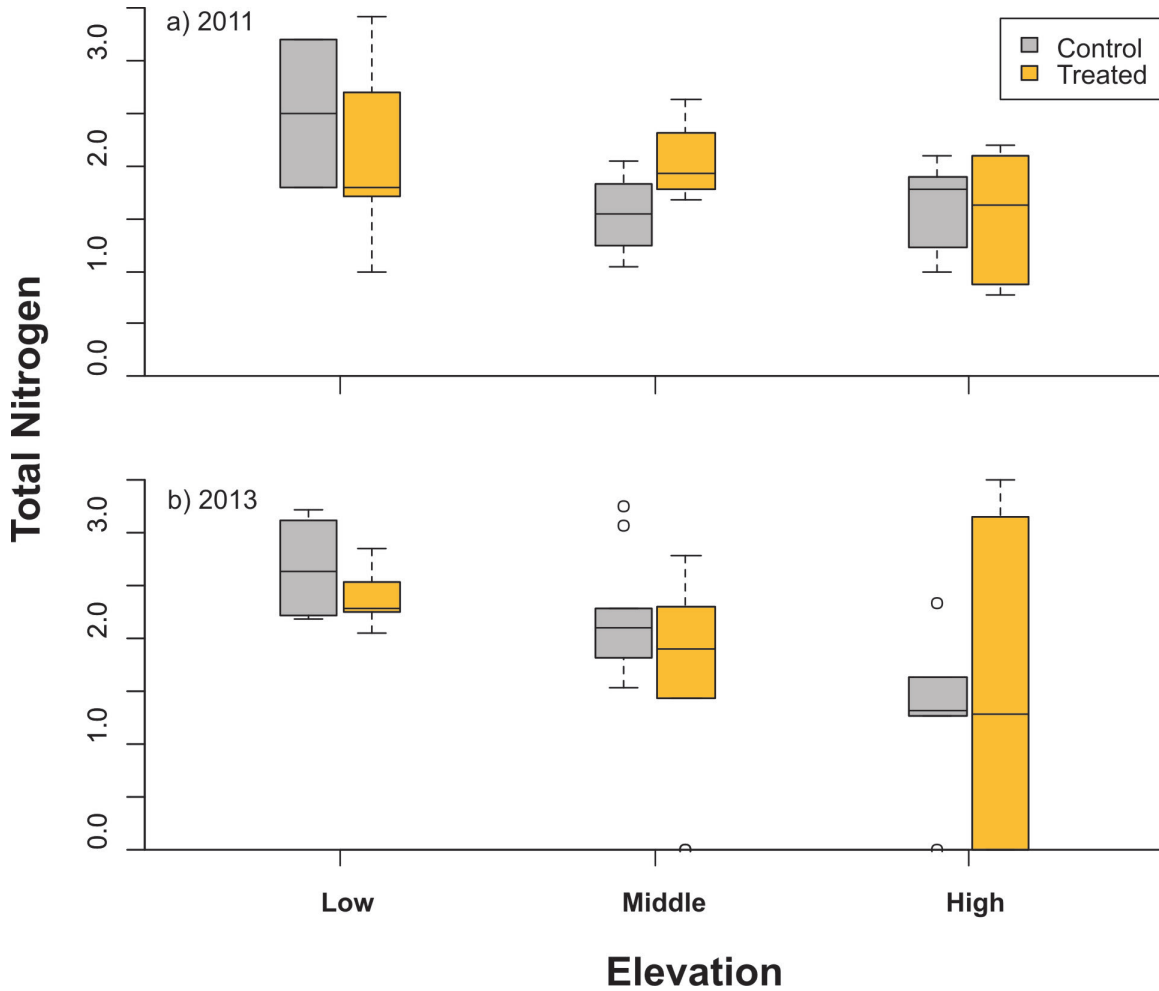 a) 2011
Control
Treated
3.0
2.0
1.0
0.0
Total Nitrogen
b) 2013
3.0
2.0
1.0
0.0
Low Middle High
Elevation